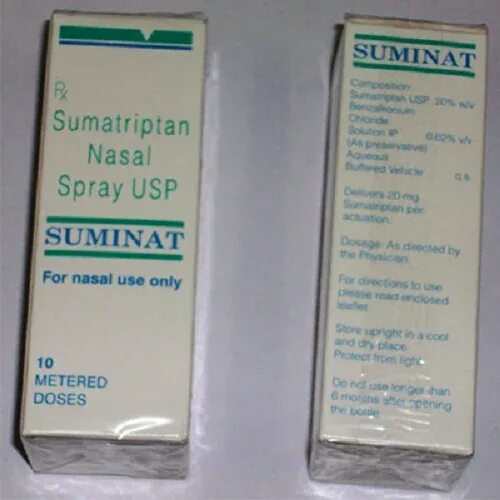 Rx
Sumatriptan
Nasal
Spray USP
SUMINAT
For nasal use only
10
METERED
DOSES
SUMINAT
Composition:
Sumatriptan USP 20% w/v
Benzalkonium
Chloride
Solution IP 0.02% v/v
(As preservative)
Aqueous
Buffered Vehicle q.s
Delivers 20 mg
Sumatriptan per
actuation.
Dosage: As directed by
the Physician.
For directions to use
please read enclosed
leaflet.
Store upright in a cool
and dry place.
Protect from light.
Do not use longer than
6 months after opening
the bottle